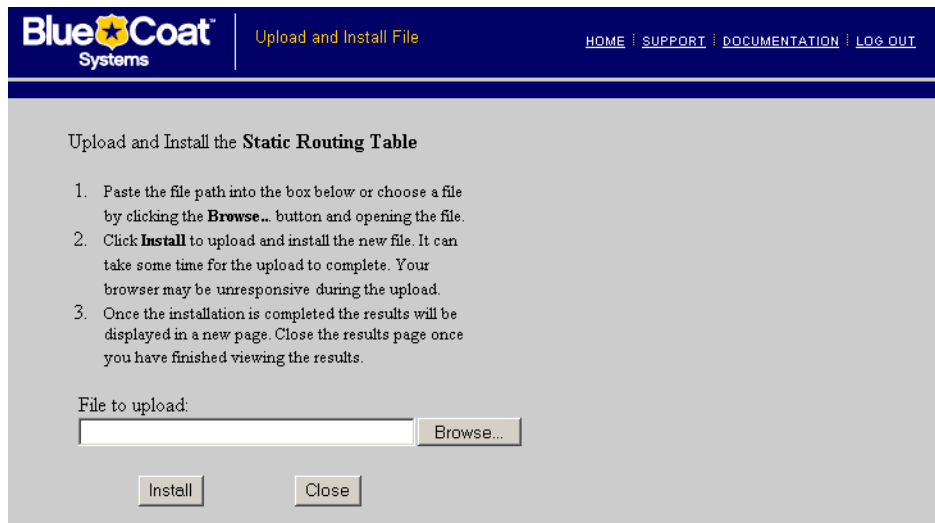 Blue Coat™
Systems
Upload and Install File
HOME SUPPORT DOCUMENTATION LOG OUT
Upload and Install the Static Routing Table
1. Paste the file path into the box below or choose a file
by clicking the Browse... button and opening the file.
2. Click Install to upload and install the new file. It can
take some time for the upload to complete. Your
browser may be unresponsive during the upload.
3. Once the installation is completed the results will be
displayed in a new page. Close the results page once
you have finished viewing the results.
File to upload:
Browse...
Install Close